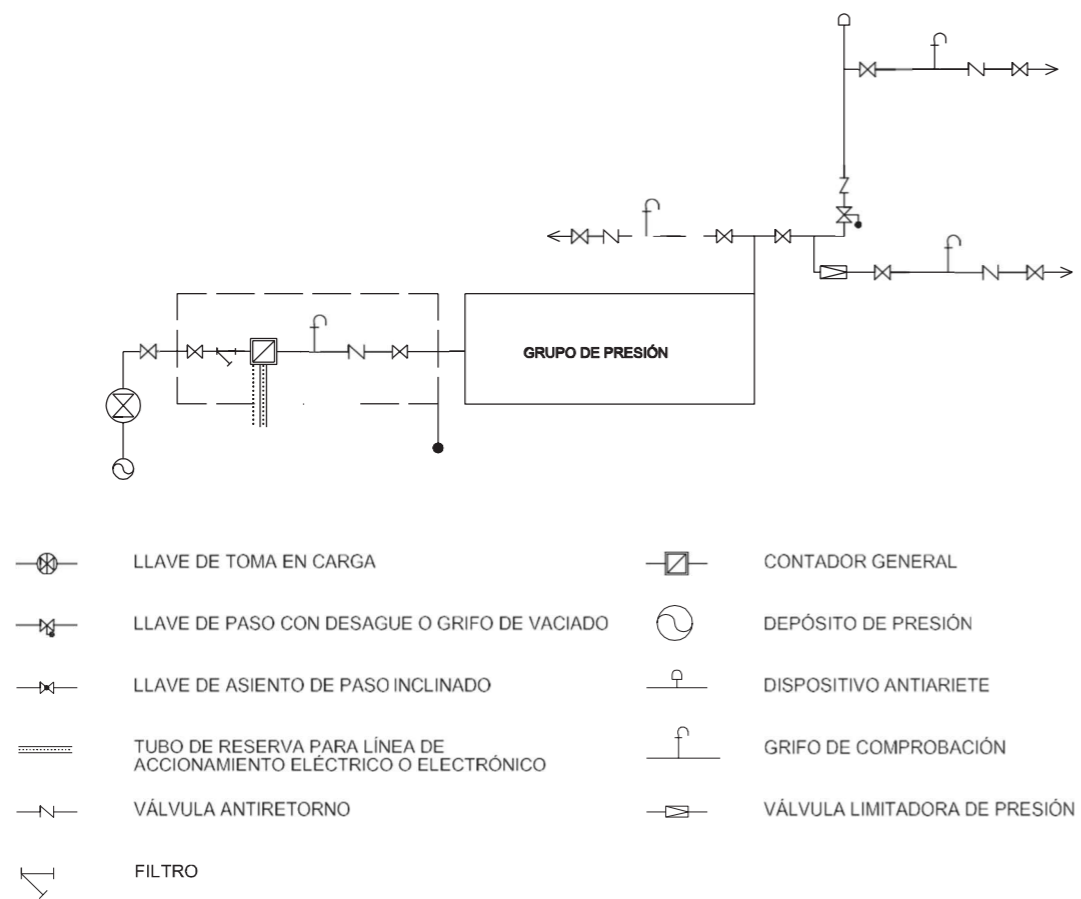 GRUPO DE PRESIÓN
LLAVE DE TOMA EN CARGA
LLAVE DE PASO CON DESAGUE O GRIFO DE VACIADO
LLAVE DE ASIENTO DE PASO INCLINADO
TUBO DE RESERVA PARA LÍNEA DE
ACCIONAMIENTO ELÉCTRICO O ELECTRÓNICO
VÁLVULA ANTIRETORNO
FILTRO
CONTADOR GENERAL
DEPÓSITO DE PRESIÓN
DISPOSITIVO ANTIARIETE
GRIFO DE COMPROBACIÓN
VÁLVULA LIMITADORA DE PRESIÓN